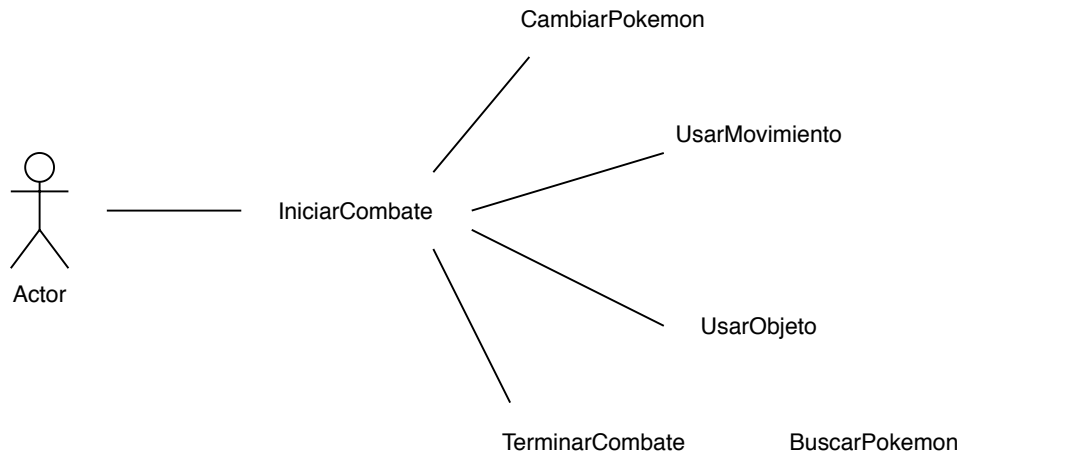 CambiarPokemon
UsarMovimiento
IniciarCombate
Actor
UsarObjeto
TerminarCombate
BuscarPokemon